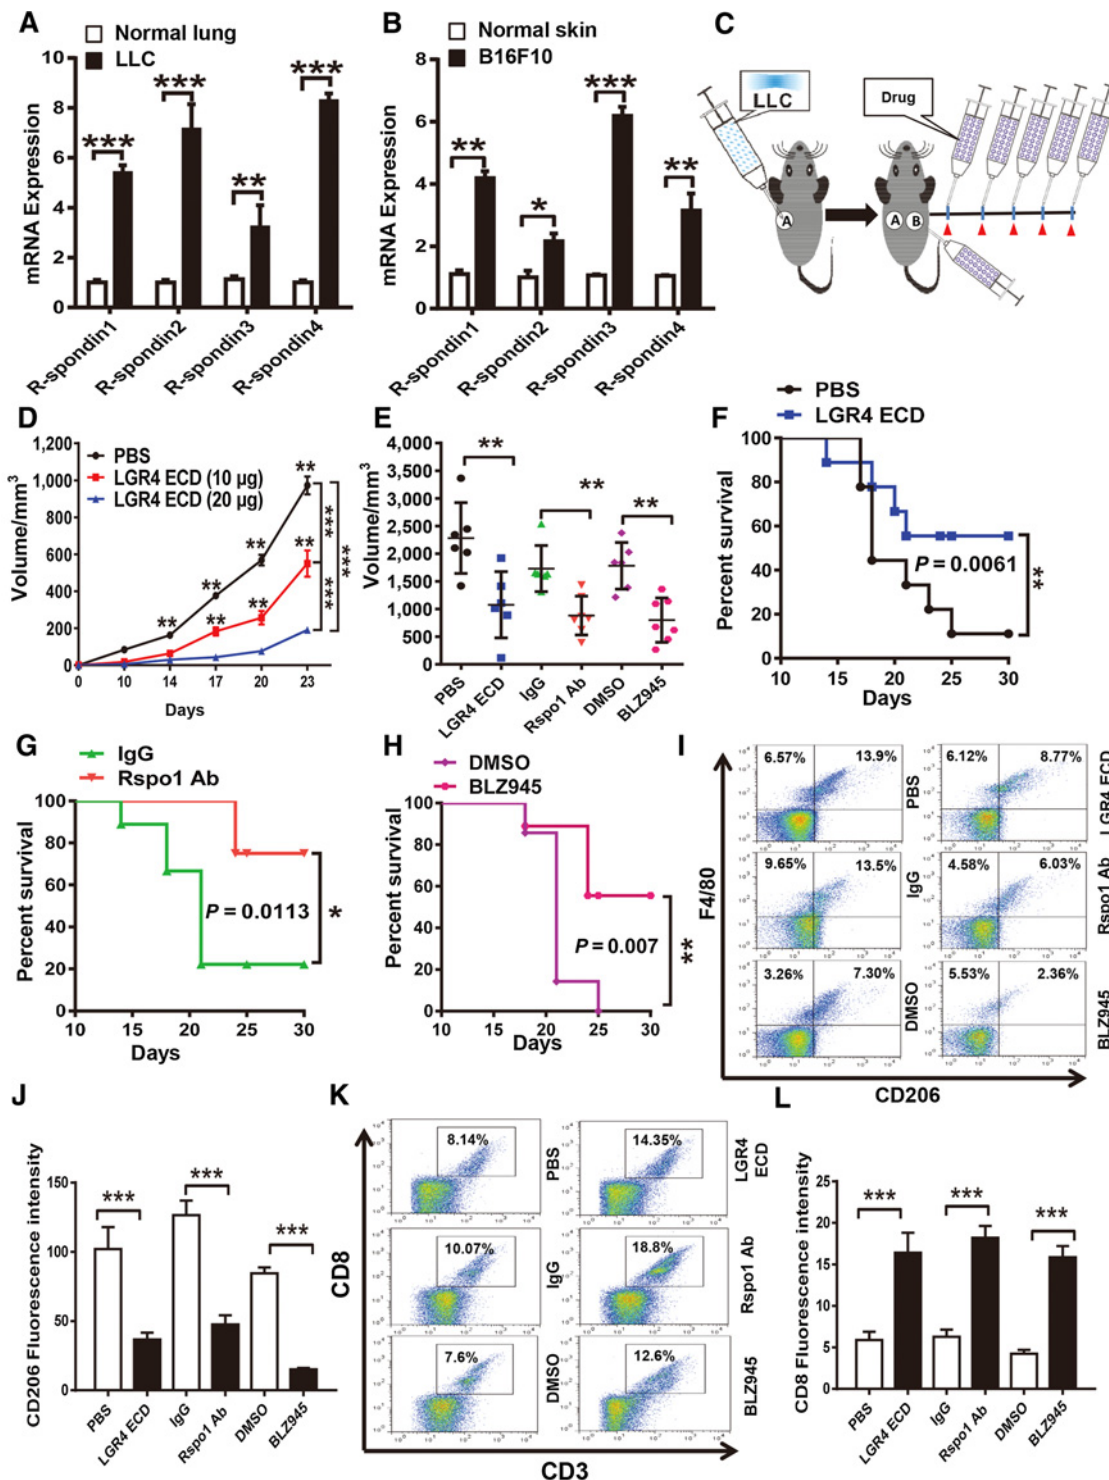 A
Normal lung
LLC
mRNA Expression
10
8
6
4
2
0
***
***
**
***
R-spondin1
R-spondin2
R-spondin3
R-spondin4
B
Normal skin
B16F10
mRNA Expression
8
6
4
2
0
**
*
***
**
R-spondin1
R-spondin2
R-spondin3
R-spondin4
C
LLC
Drug
A
A B
D
PBS
LGR4 ECD (10 µg)
LGR4 ECD (20 µg)
Volume/mm³
1,200
1,000
800
600
400
200
0
**
**
**
**
**
**
**
***
***
***
0 10 14 17 20 23
Days
E
Volume/mm³
4,000
3,500
3,000
2,500
2,000
1,500
1,000
500
0
**
**
**
PBS
LGR4 ECD
IgG
Rspo1 Ab
DMSO
BLZ945
F
PBS
LGR4 ECD
Percent survival
100
80
60
40
20
0
P = 0.0061
**
10 15 20 25 30
Days
G
IgG
Rspo1 Ab
Percent survival
100
80
60
40
20
0
P = 0.0113
*
10 15 20 25 30
Days
H
DMSO
BLZ945
Percent survival
100
80
60
40
20
0
P = 0.007
**
10 15 20 25 30
Days
I
F4/80
6.57% 13.9%
PBS
6.12% 8.77%
LGR4 ECD
9.65% 13.5%
IgG
4.58% 6.03%
Rspo1 Ab
3.26% 7.30%
DMSO
5.53% 2.36%
BLZ945
CD206
J
CD206 Fluorescence intensity
150
100
50
0
***
***
***
PBS
LGR4 ECD
IgG
Rspo1 Ab
DMSO
BLZ945
K
CD8
8.14%
PBS
14.35%
LGR4
ECD
10.07%
IgG
18.8%
Rspo1 Ab
7.6%
DMSO
12.6%
BLZ945
CD3
L
CD8 Fluorescence intensity
25
20
15
10
5
0
***
***
***
PBS
LGR4 ECD
IgG
Rspo1 Ab
DMSO
BLZ945